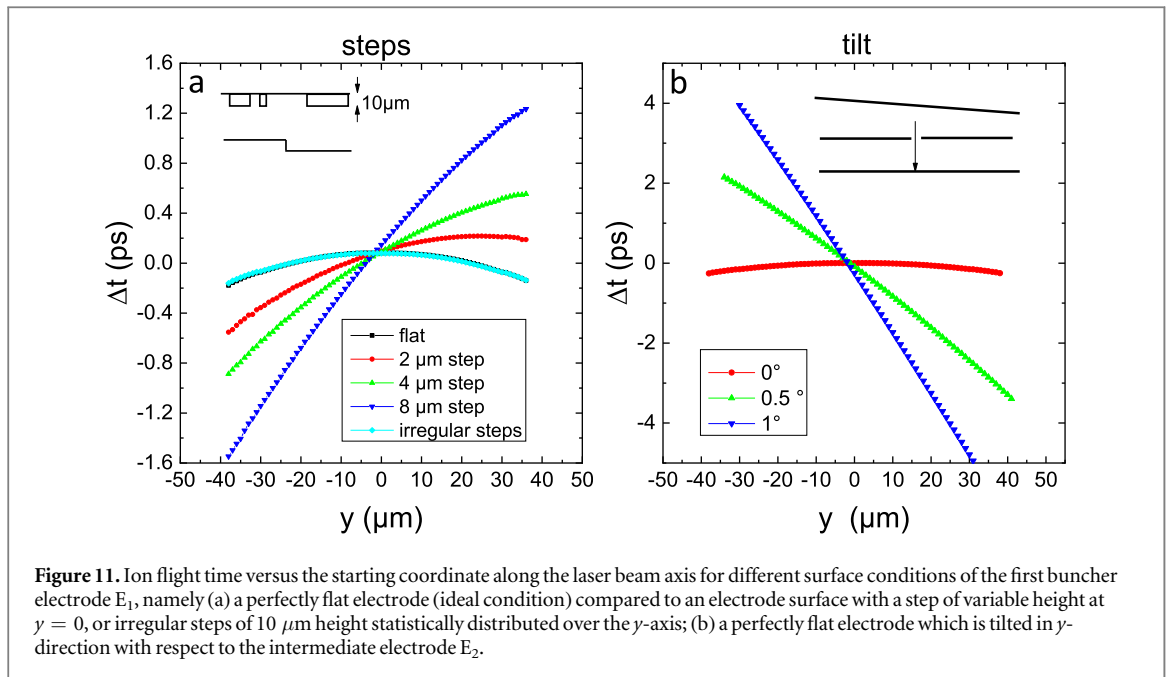 steps
tilt
a
10μm
b
1.6
1.2
0.8
0.4
0.0
-0.4
-0.8
-1.2
-1.6
Δt (ps)
flat
2 μm step
4 μm step
8 μm step
irregular steps
-50 -40 -30 -20 -10 0 10 20 30 40 50
y (μm)
4
2
0
-2
-4
Δt (ps)
0°
0.5 °
1°
-50 -40 -30 -20 -10 0 10 20 30 40 50
y (μm)
Figure 11. Ion flight time versus the starting coordinate along the laser beam axis for different surface conditions of the first buncher
electrode E₁, namely (a) a perfectly flat electrode (ideal condition) compared to an electrode surface with a step of variable height at
y = 0, or irregular steps of 10 μm height statistically distributed over the y-axis; (b) a perfectly flat electrode which is tilted in y-
direction with respect to the intermediate electrode E₂.